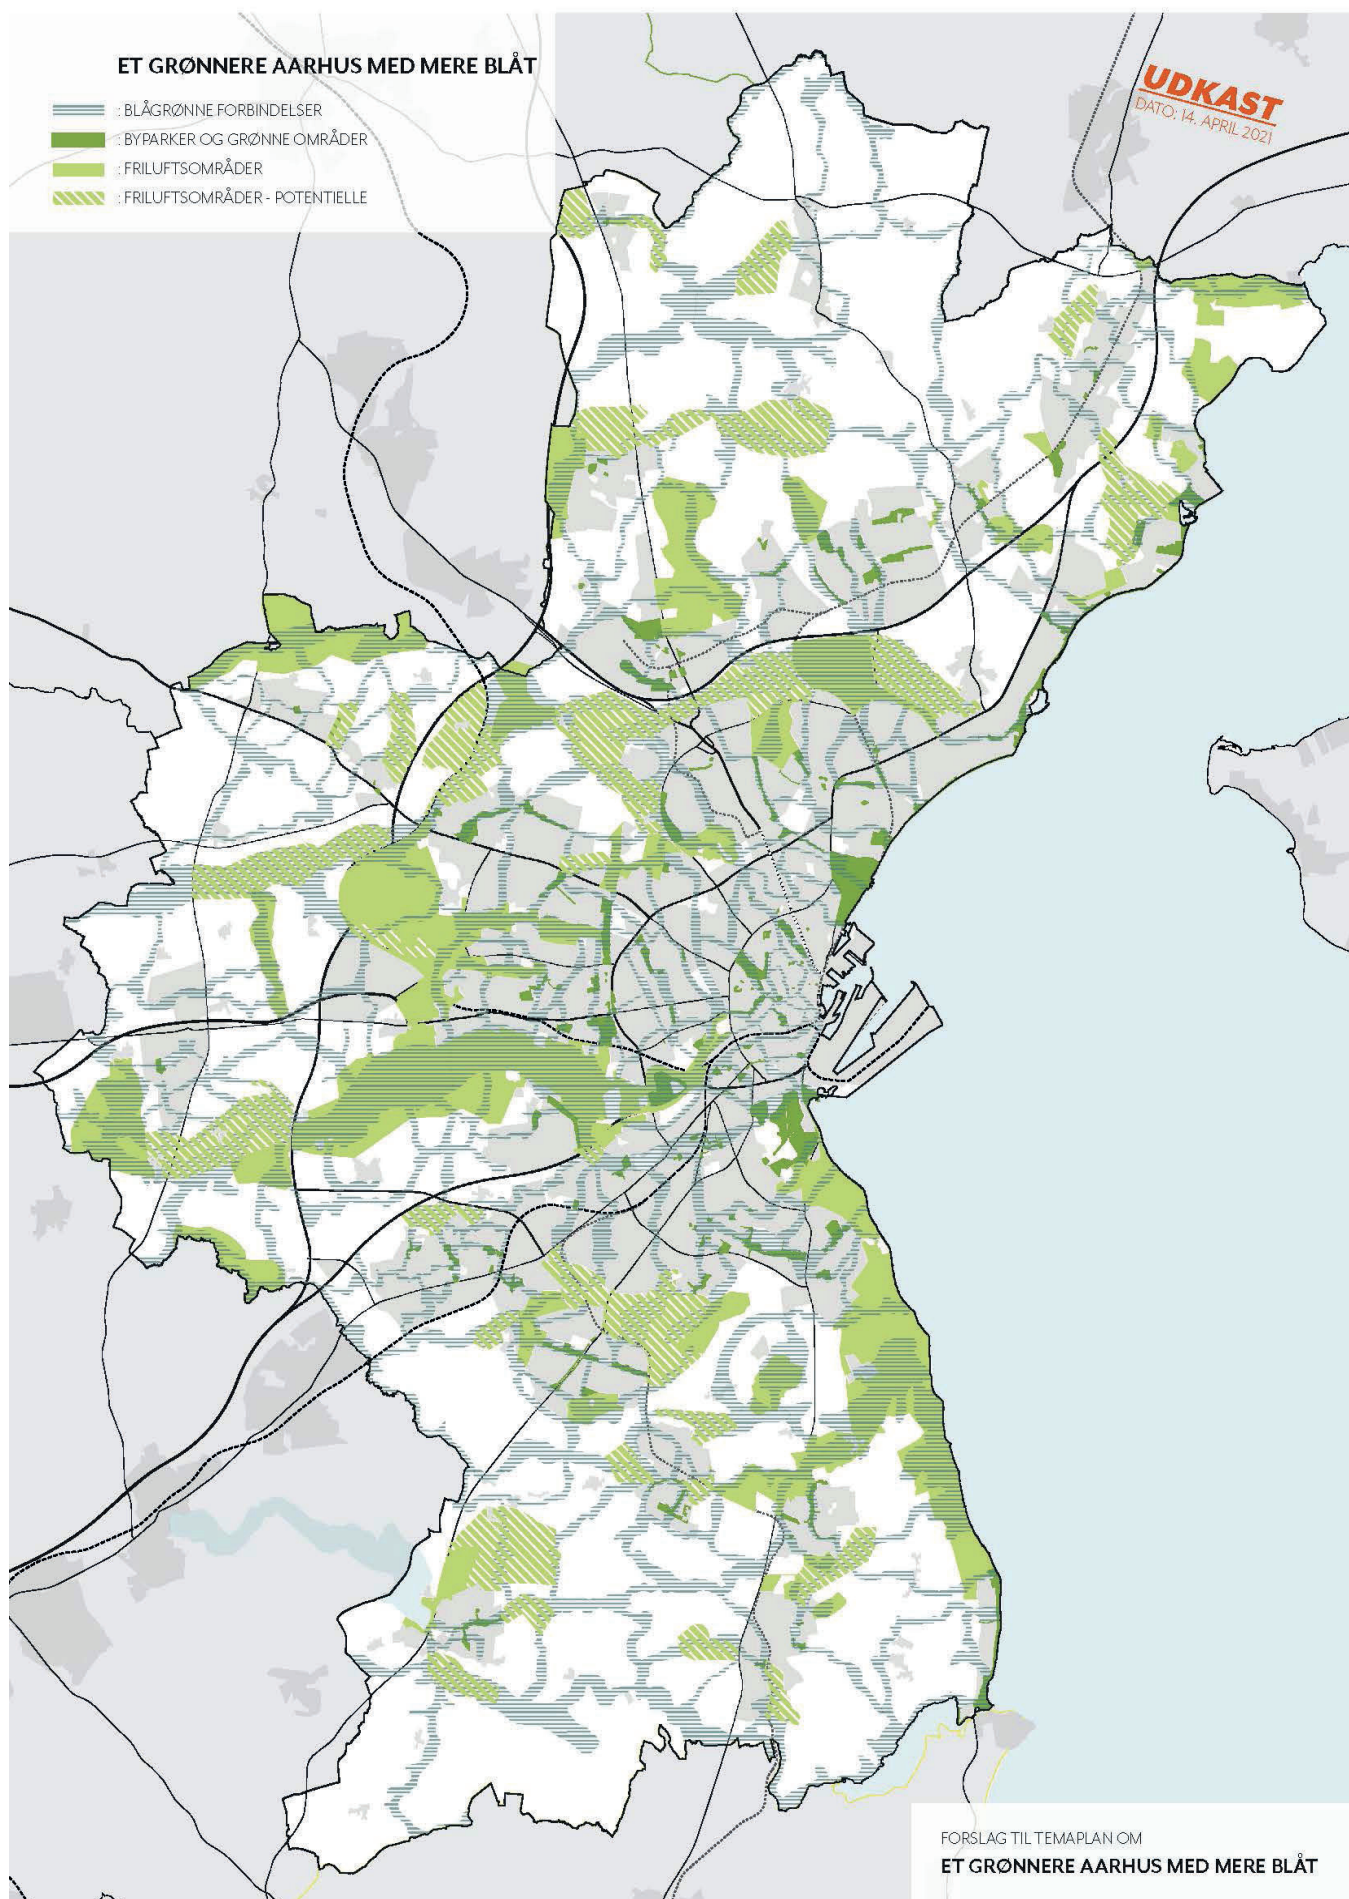 ET GRØNNERE AARHUS MED MERE BLÅT
: BLÅGRØNNE FORBINDELSER
: BYPARKER OG GRØNNE OMRÅDER
: FRILUFTSOMRÅDER
: FRILUFTSOMRÅDER - POTENTIELLE
UDKAST
DATO: 14. APRIL 2021
FORSLAG TIL TEMAPLAN OM
ET GRØNNERE AARHUS MED MERE BLÅT